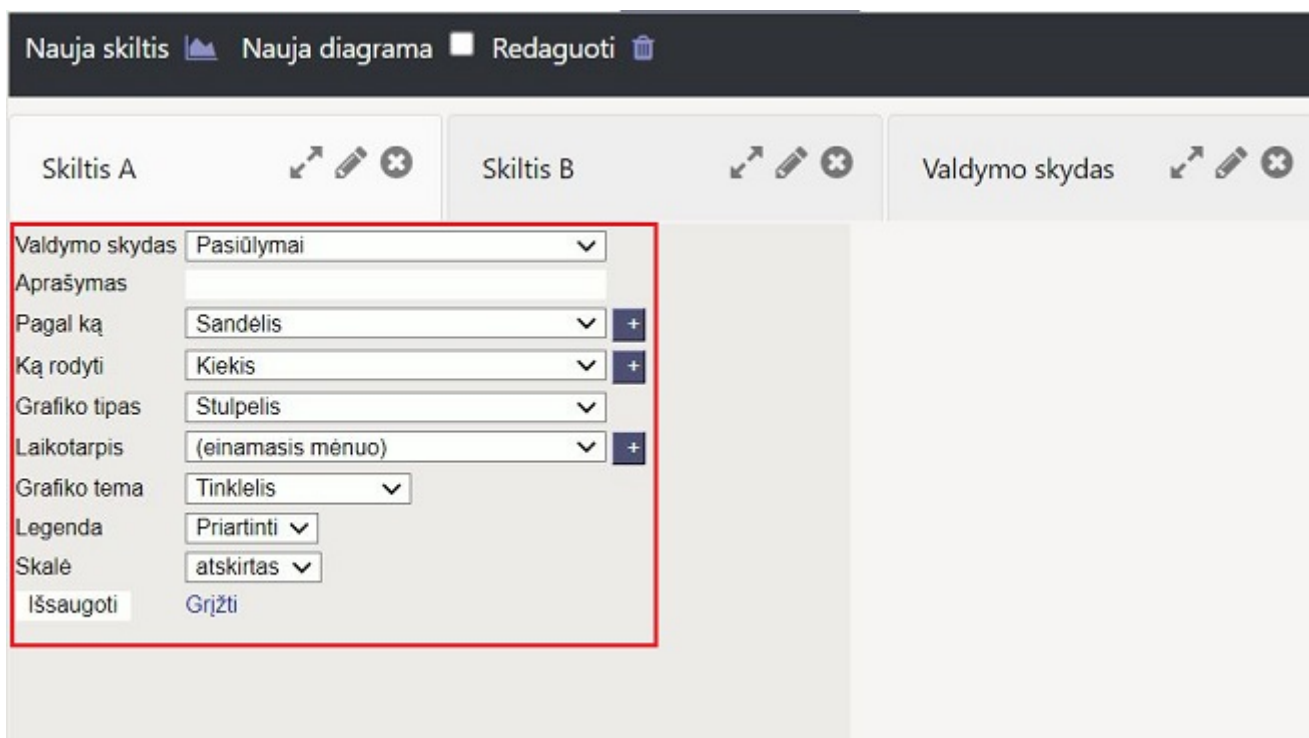 Nauja skiltis Nauja diagrama Redaguoti
Skiltis A Skiltis B Valdymo skydas
Valdymo skydas Pasiūlymai
Aprašymas
Pagal ką Sandėlis +
Ką rodyti Kiekis +
Grafiko tipas Stulpelis
Laikotarpis (einamasis mėnuo) +
Grafiko tema Tinklelis
Legenda Priartinti
Skalė atskirtas
Išsaugoti Grįžti